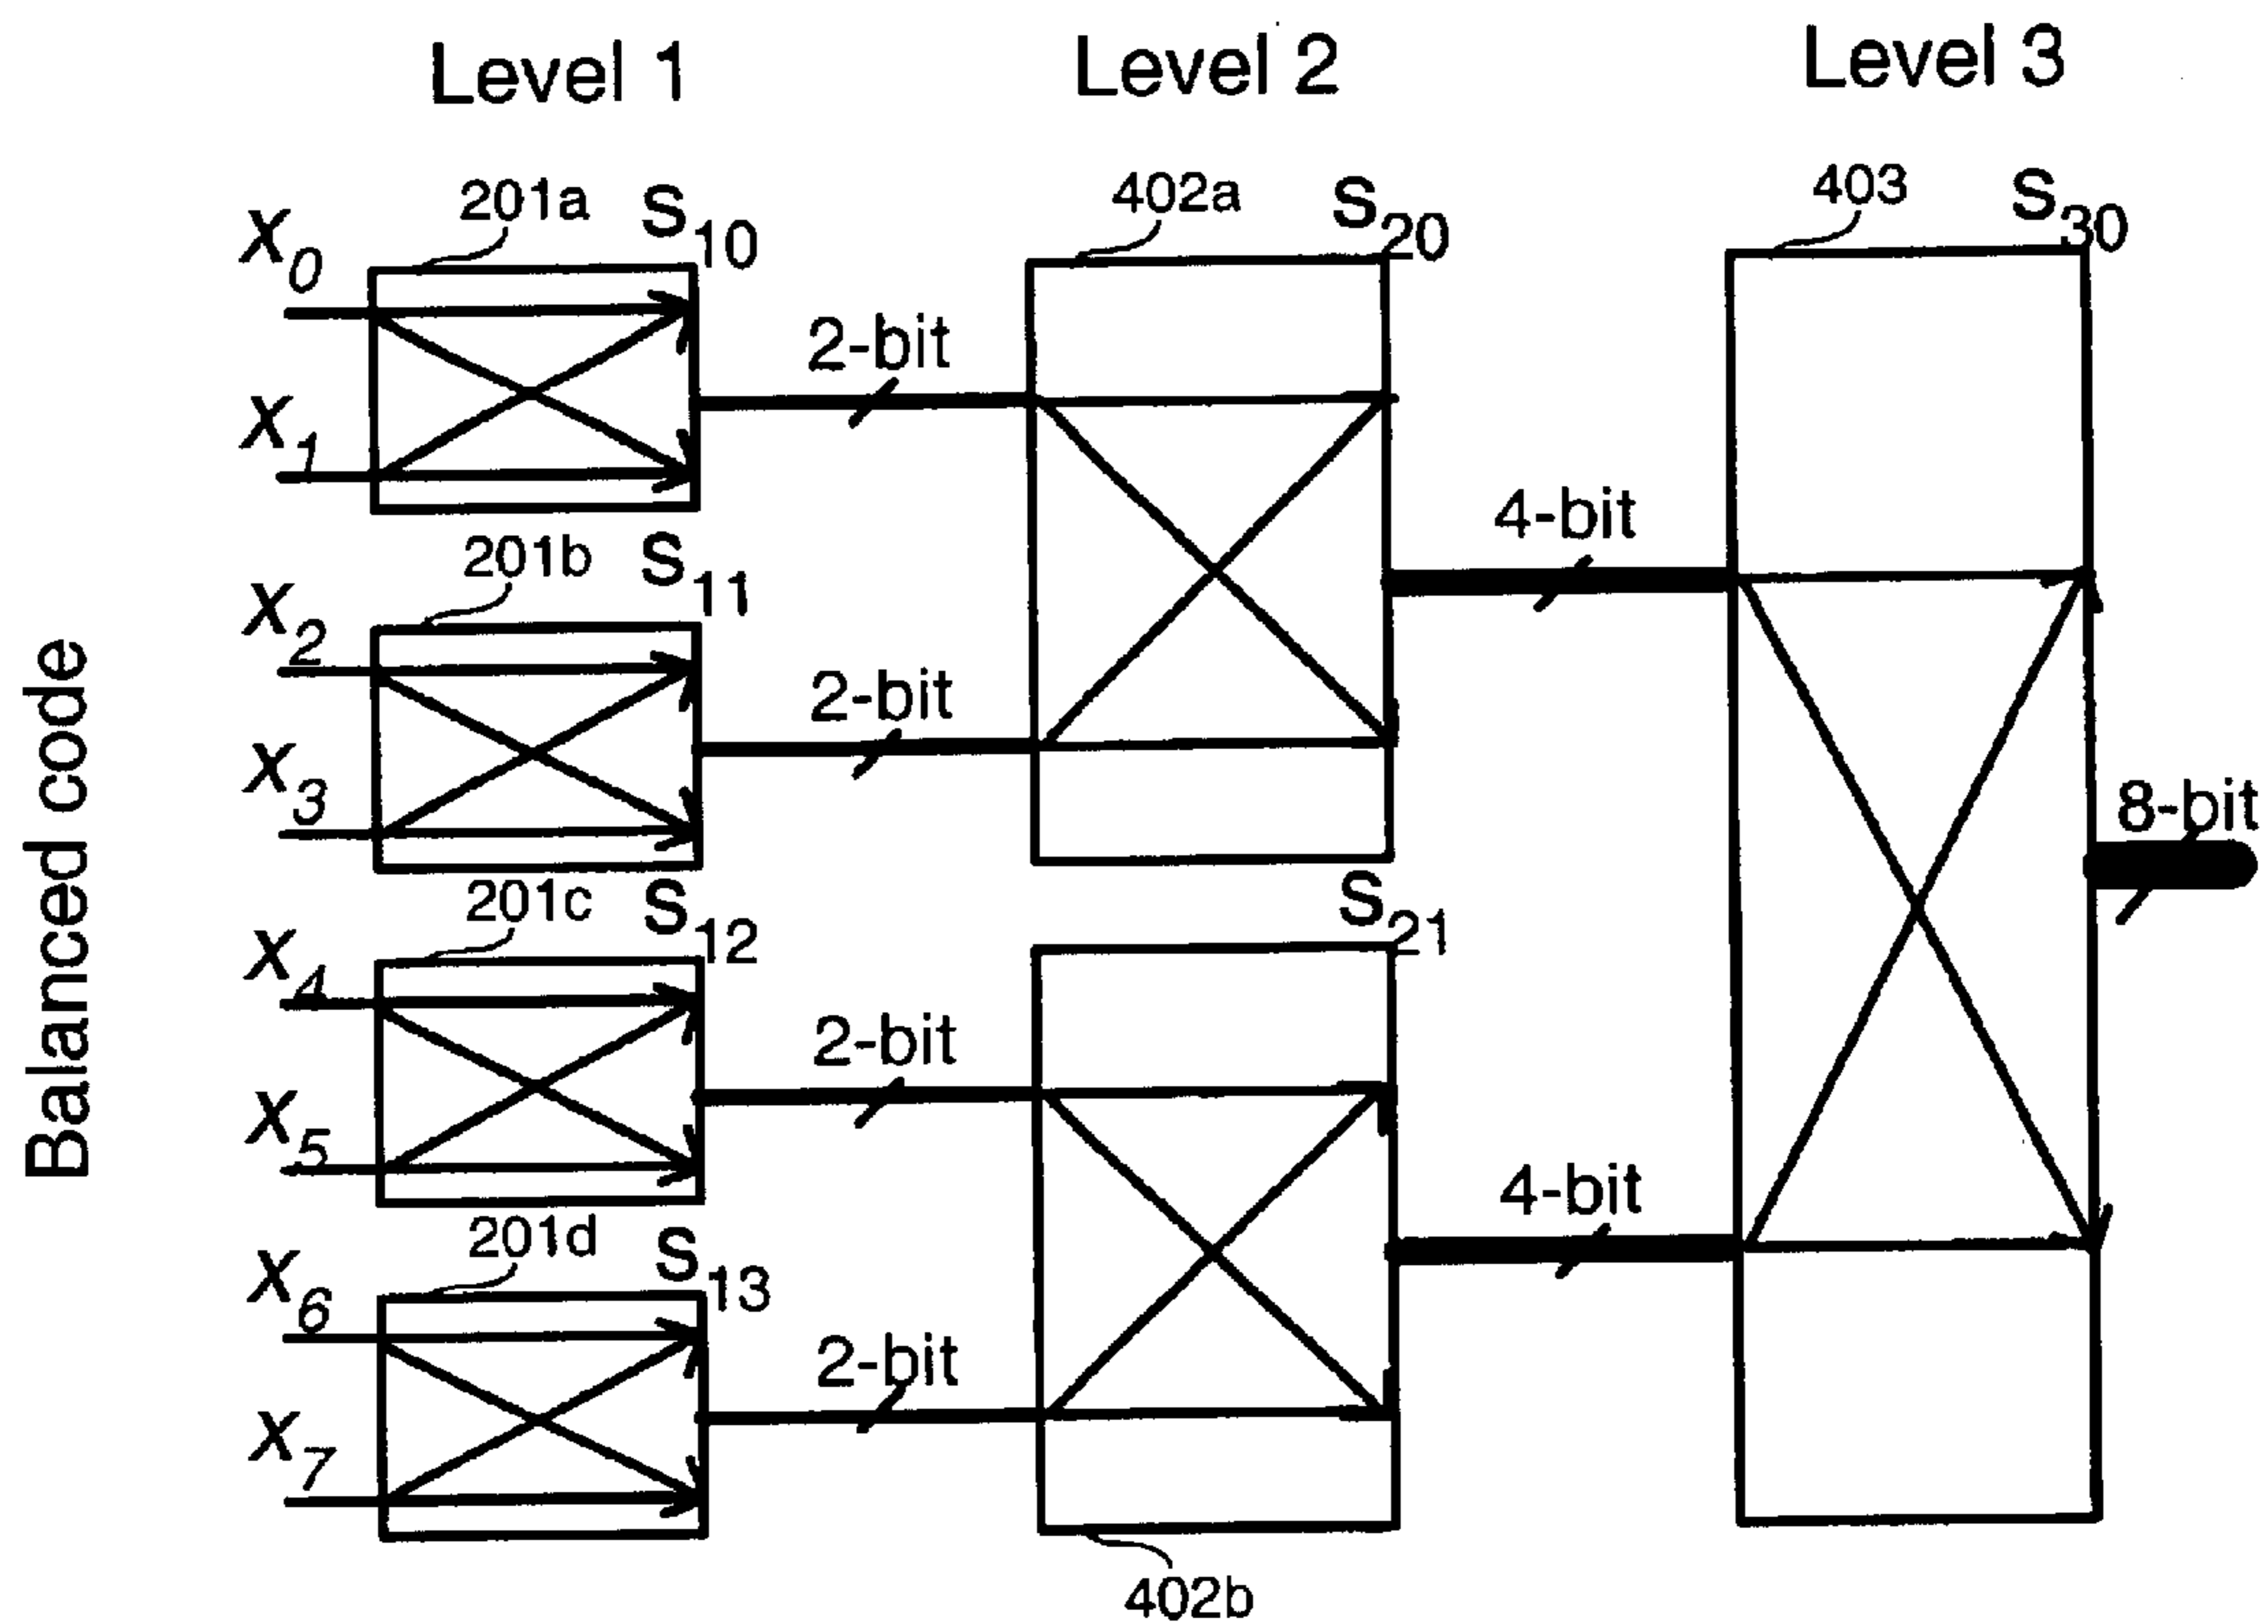 Level 1
Level 2
Level 3
Balanced code
x0
x1
x2
x3
x4
x5
x6
x7
201a
S10
201b
S11
201c
S12
201d
S13
2-bit
2-bit
2-bit
2-bit
402a
S20
S21
402b
4-bit
4-bit
403
S30
8-bit